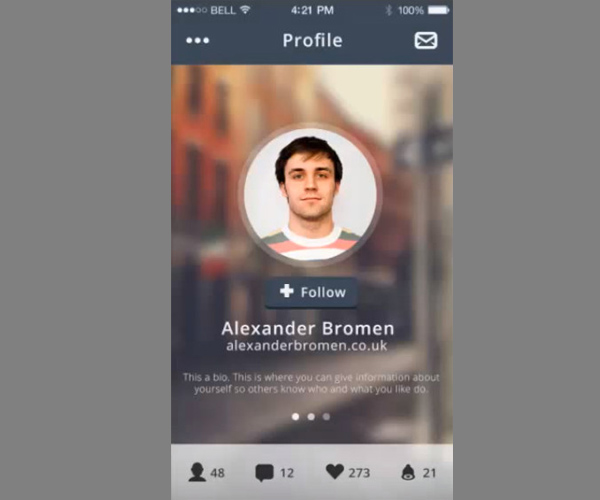 BELL 4:21 PM 100%
Profile
Follow
Alexander Bromen
alexanderbromen.co.uk
This a bio. This is where you can give information about
yourself so others know who and what you like do.
48 12 273 21